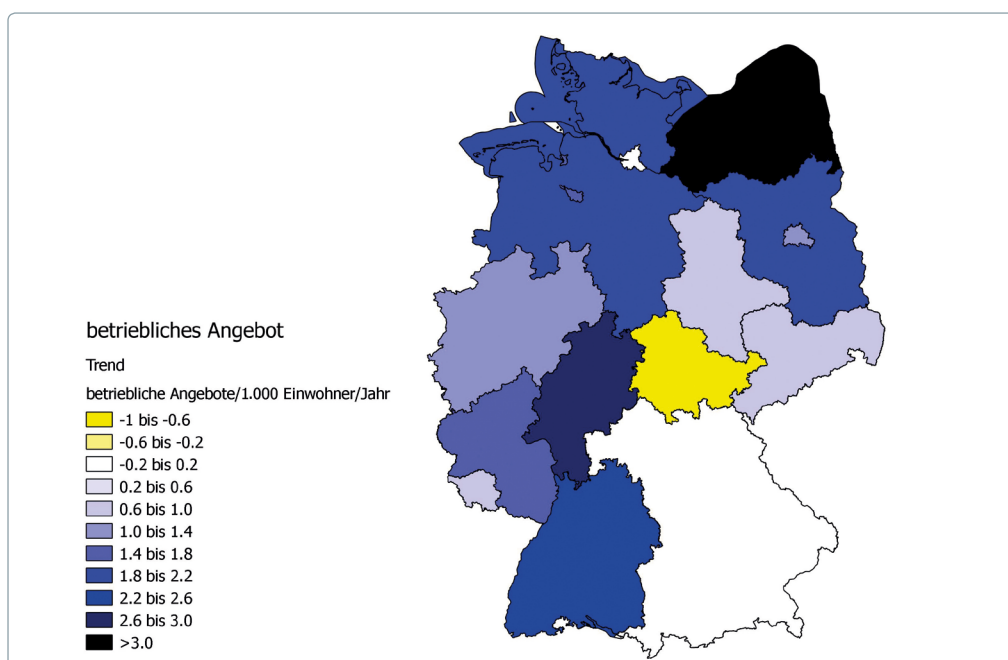 betriebliches Angebot
Trend
betriebliche Angebote/1.000 Einwohner/Jahr
-1 bis -0.6
-0.6 bis -0.2
-0.2 bis 0.2
0.2 bis 0.6
0.6 bis 1.0
1.0 bis 1.4
1.4 bis 1.8
1.8 bis 2.2
2.2 bis 2.6
2.6 bis 3.0
>3.0